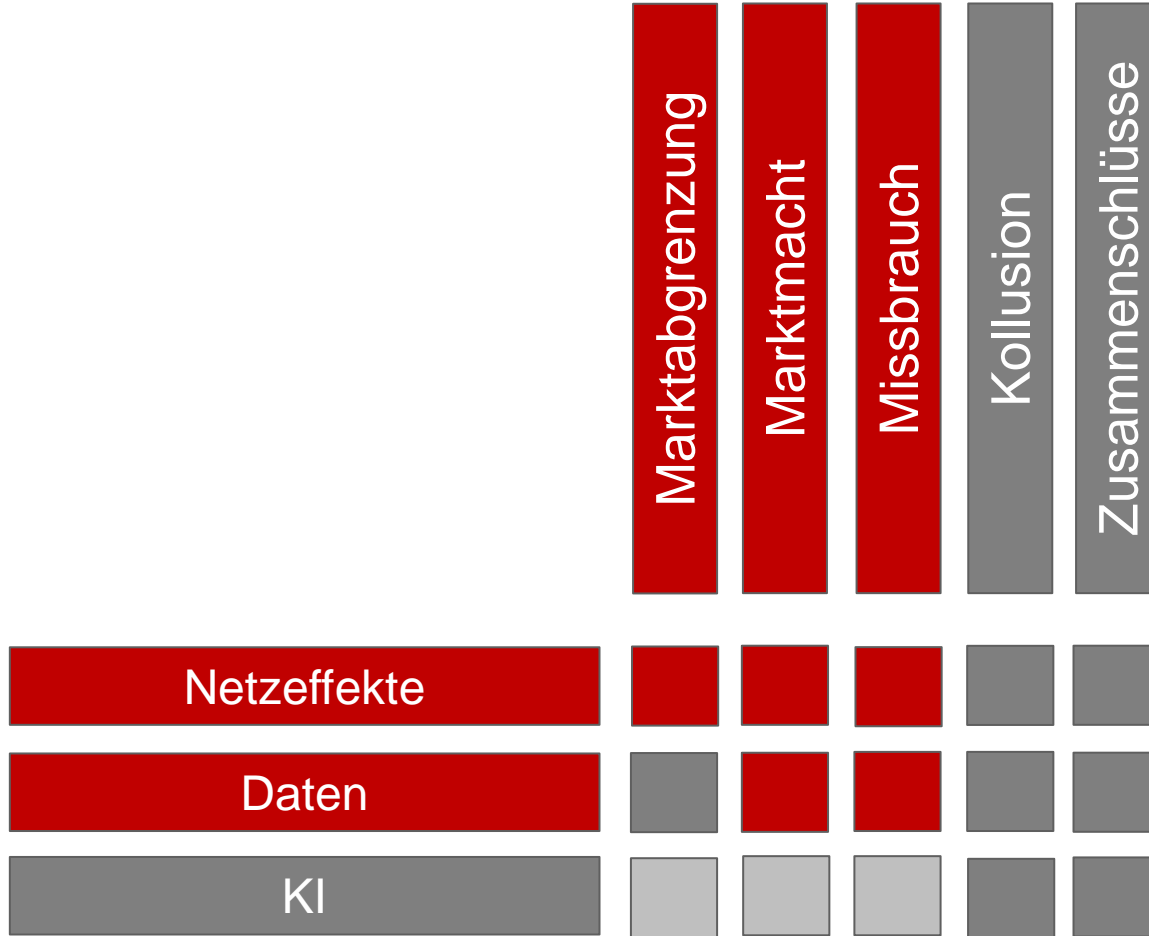 Marktabgrenzung
Marktmacht
Missbrauch
Kollusion
Zusammenschlüsse
Netzeffekte
Daten
KI